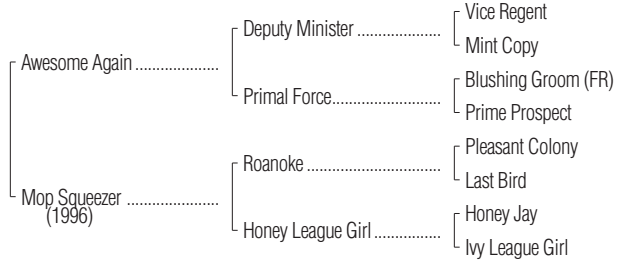 Vice Regent
Deputy Minister ....................
Mint Copy
Awesome Again ....................
Blushing Groom (FR)
Primal Force..........................
Prime Prospect
Pleasant Colony
Roanoke ................................
Last Bird
Mop Squeezer ......................
(1996)
Honey Jay
Honey League Girl ................
Ivy League Girl